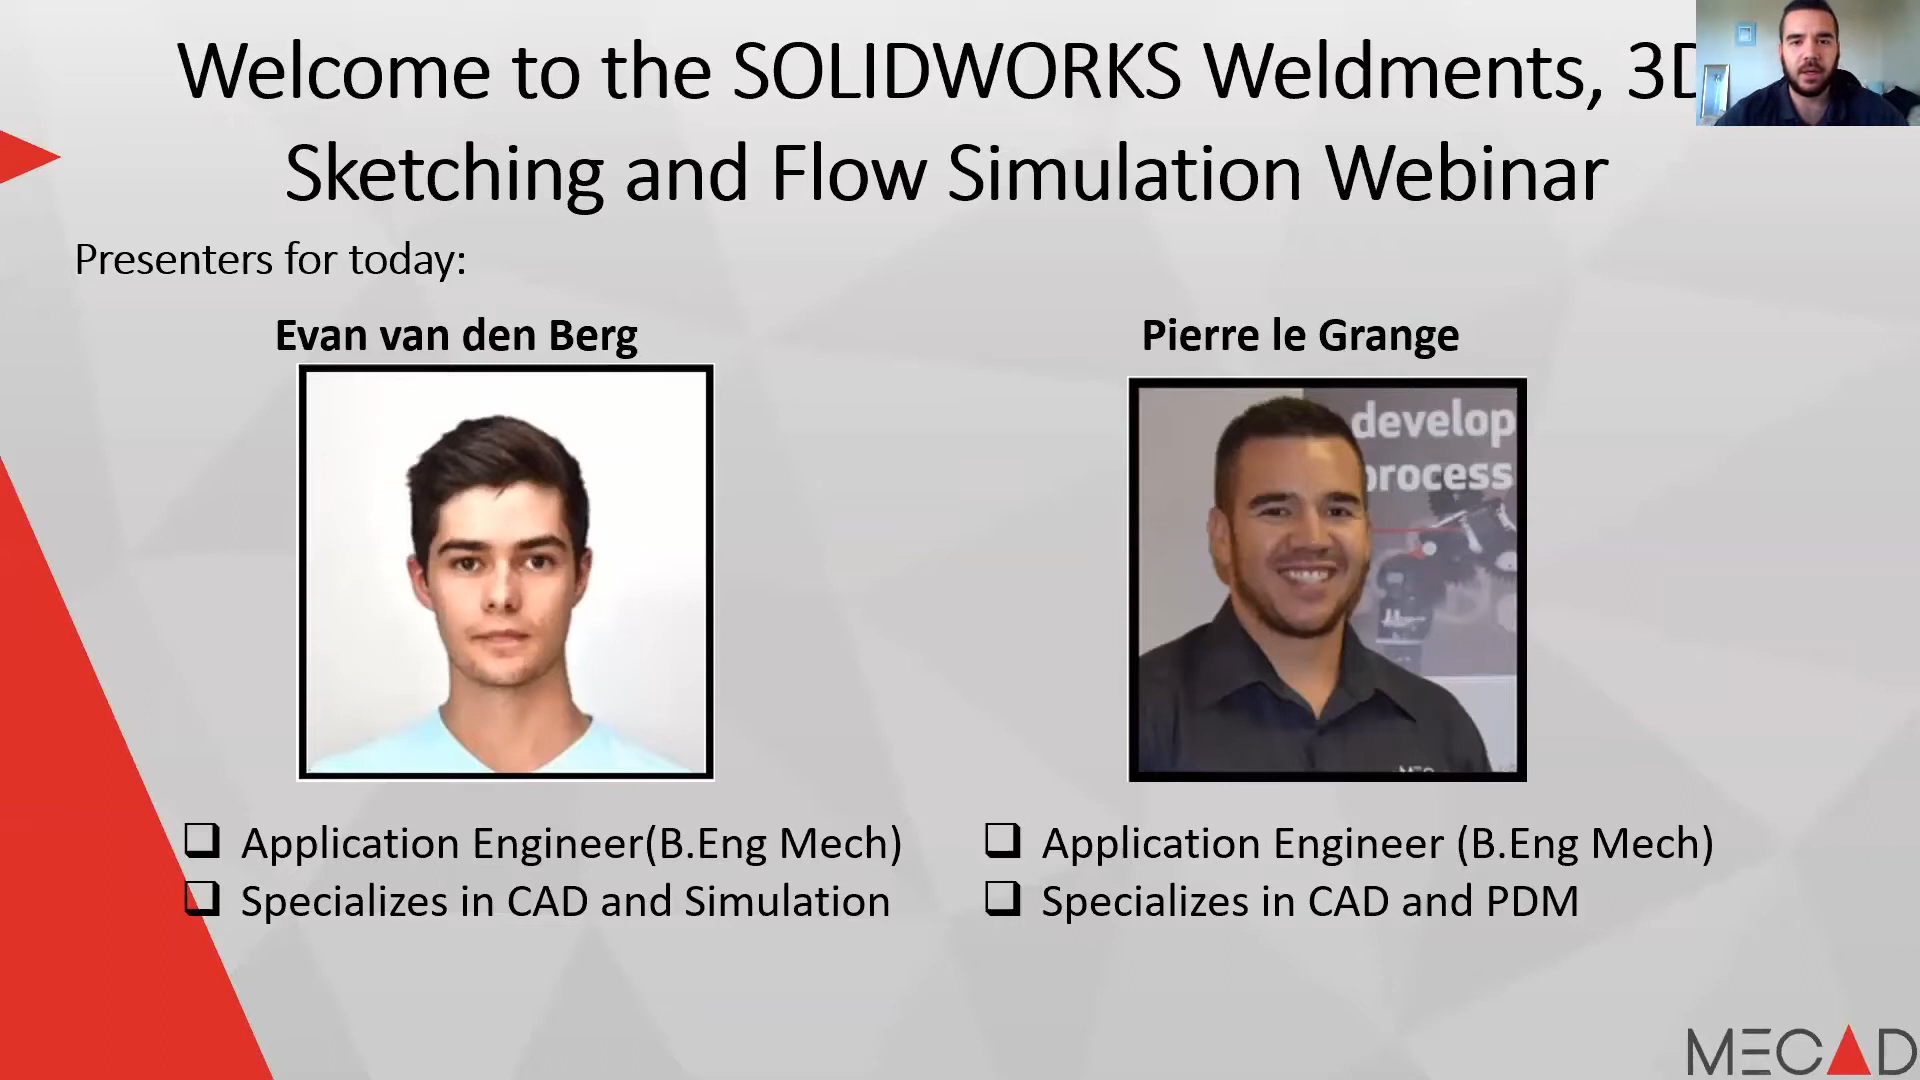 Welcome to the SOLIDWORKS Weldments, 3D
Sketching and Flow Simulation Webinar
Presenters for today:
Evan van den Berg
Pierre le Grange
develop
process
Application Engineer(B.Eng Mech)
Specializes in CAD and Simulation
Application Engineer (B.Eng Mech)
Specializes in CAD and PDM
MECAD